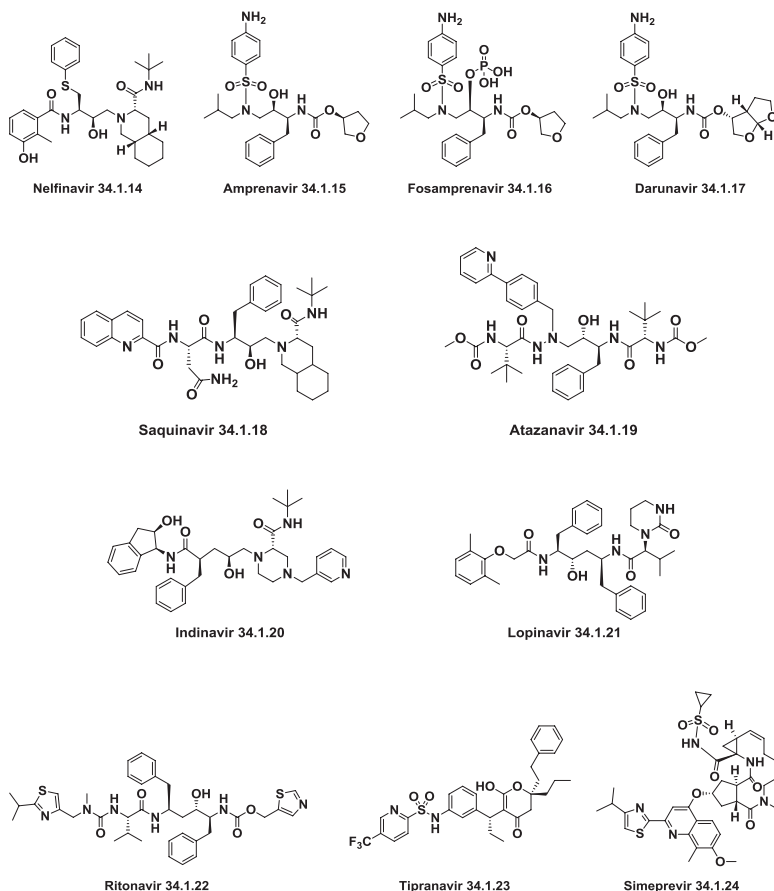 Nelfinavir 34.1.14
Amprenavir 34.1.15
Fosamprenavir 34.1.16
Darunavir 34.1.17
Saquinavir 34.1.18
Atazanavir 34.1.19
Indinavir 34.1.20
Lopinavir 34.1.21
Ritonavir 34.1.22
Tipranavir 34.1.23
Simeprevir 34.1.24